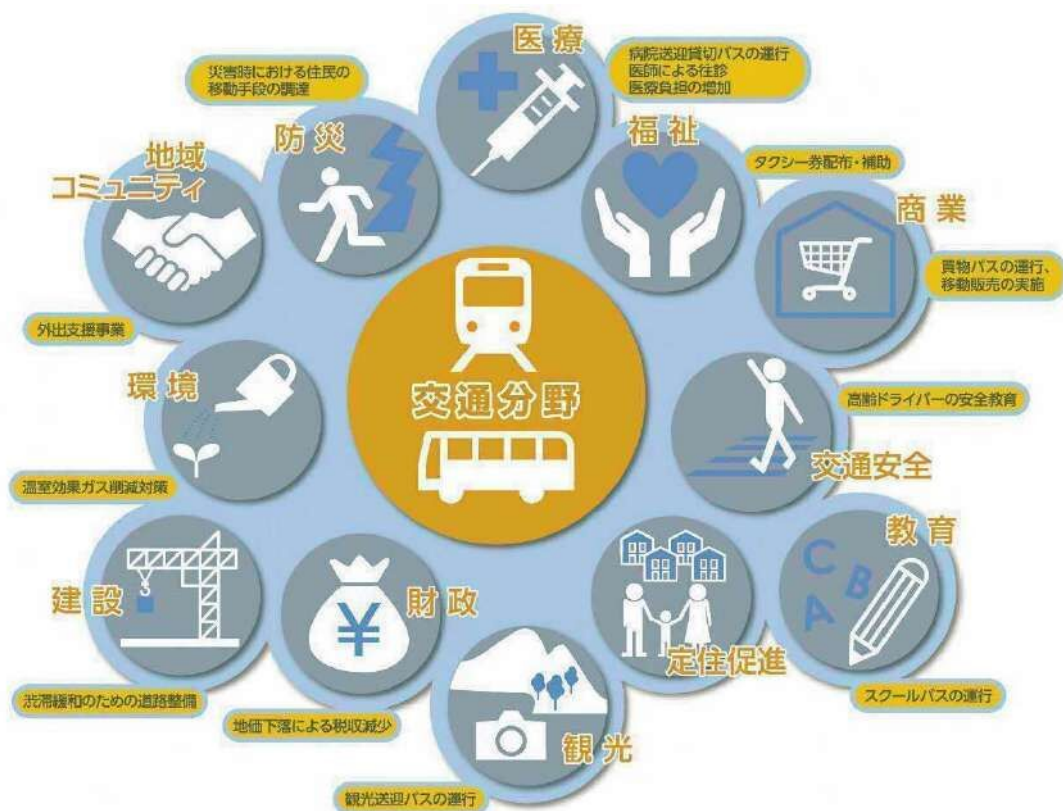 医療
病院送迎貸切バスの運行
医師による往診
医療負担の増加
災害時における住民の
移動手段の調達
防災
福祉
タクシー券配布・補助
地域
コミュニティ
商業
買物バスの運行、
移動販売の実施
外出支援事業
環境
交通分野
高齢ドライバーの安全教育
交通安全
温室効果ガス削減対策
教育
C
B
A
建設
財政
¥
定住促進
渋滞緩和のための道路整備
地価下落による税収減少
スクールバスの運行
観光
観光送迎バスの運行